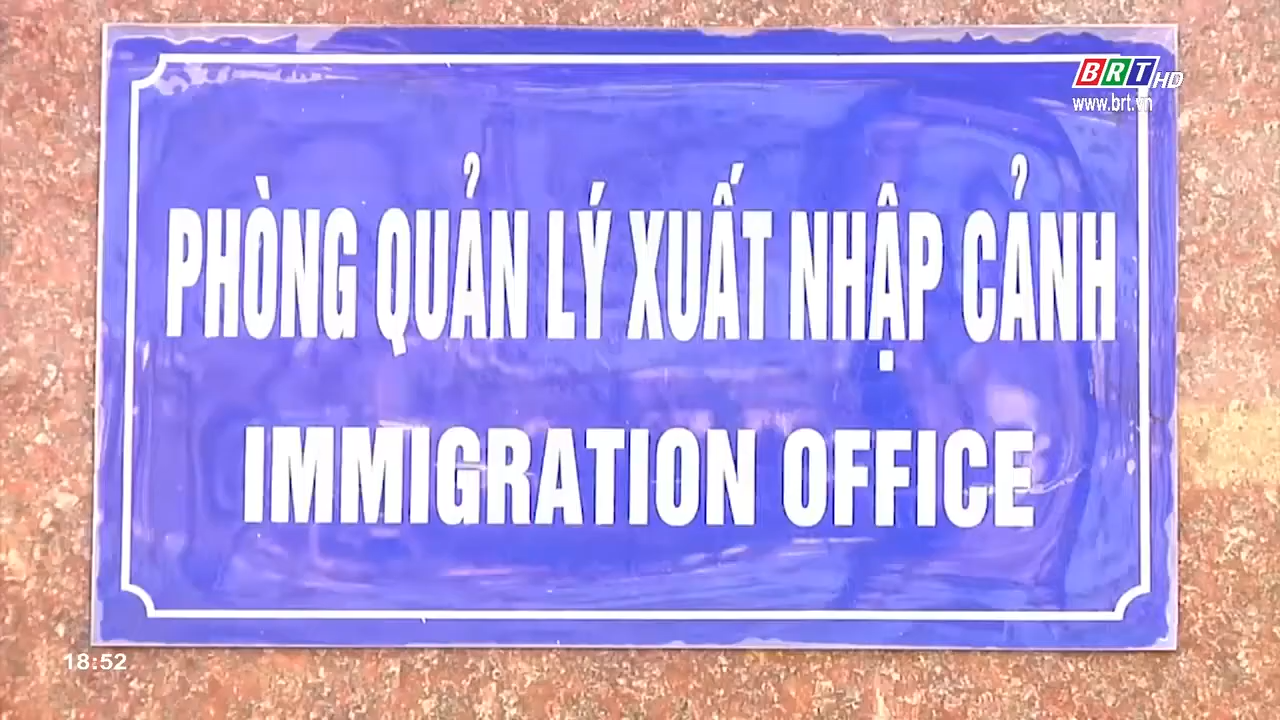 BRT HD
www.brt.vn
PHÒNG QUẢN LÝ XUẤT NHẬP CẢNH
IMMIGRATION OFFICE
18:52